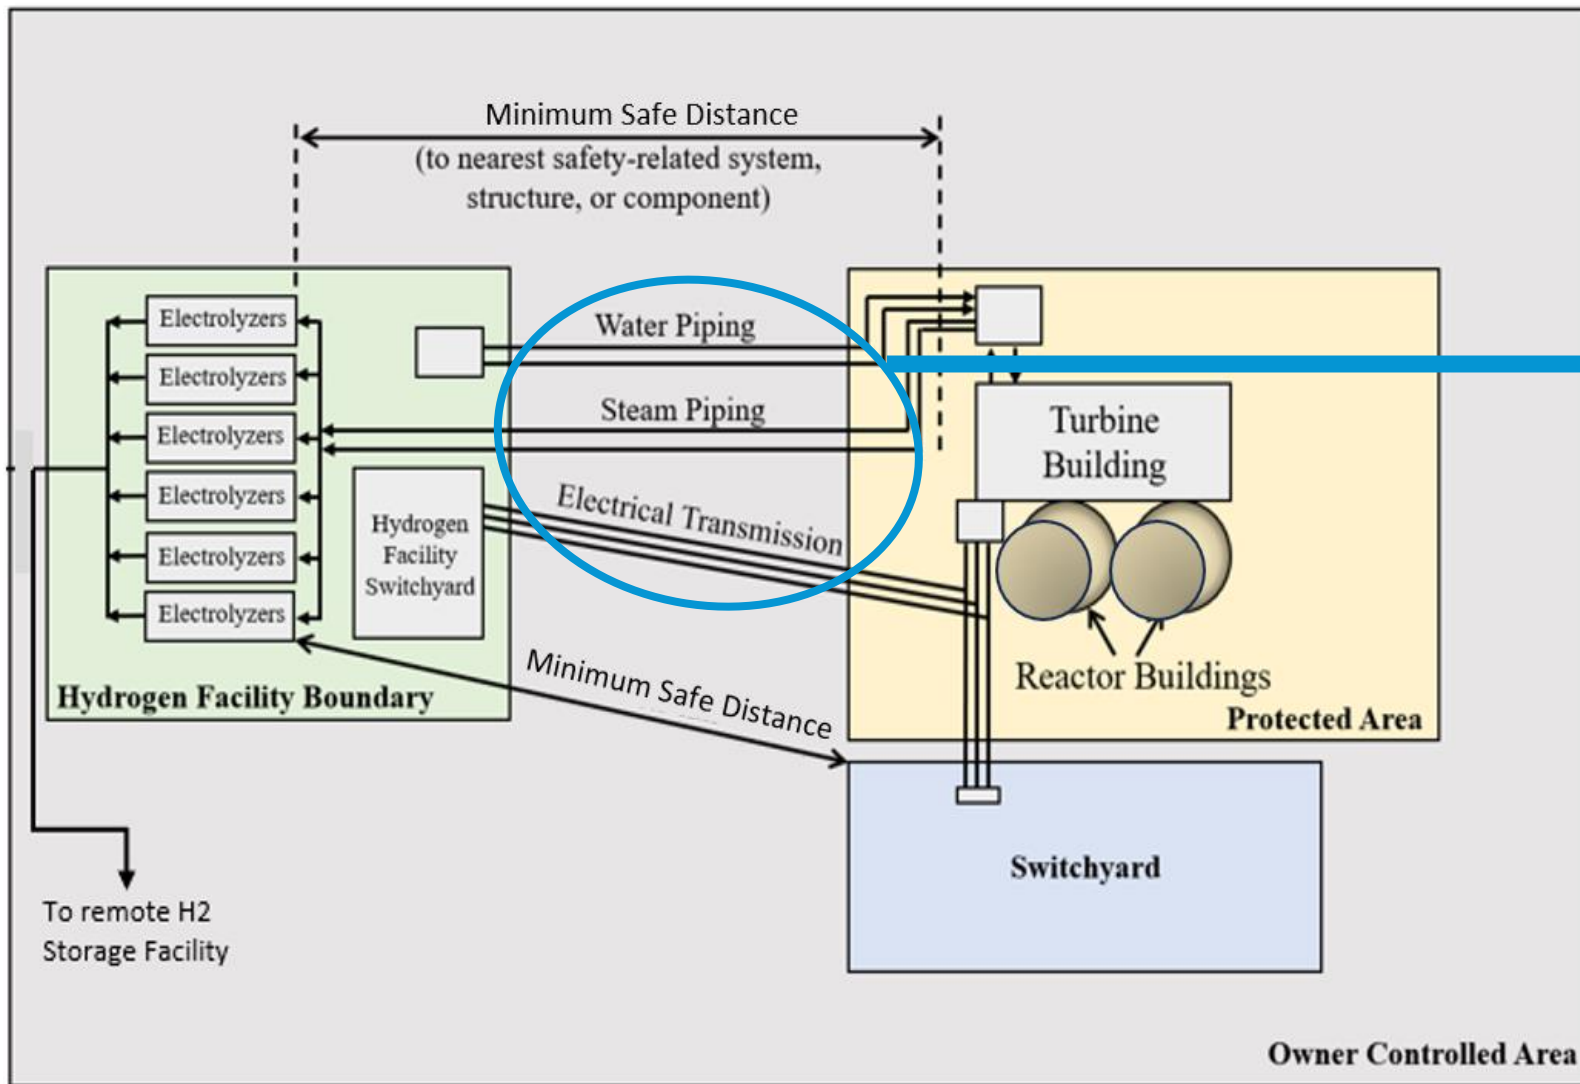 Minimum Safe Distance
(to nearest safety-related system,
structure, or component)
Electrolyzers
Electrolyzers
Electrolyzers
Electrolyzers
Electrolyzers
Electrolyzers
Hydrogen
Facility
Switchyard
Hydrogen Facility Boundary
Water Piping
Steam Piping
Electrical Transmission
Minimum Safe Distance
Turbine
Building
Reactor Buildings
Protected Area
Switchyard
To remote H2
Storage Facility
Owner Controlled Area